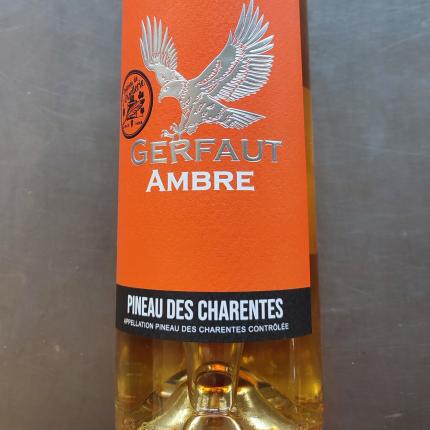 GERFAUT
AMBRE
PINEAU DES CHARENTES
APPELLATION PINEAU DES CHARENTES CONTRÔLÉE